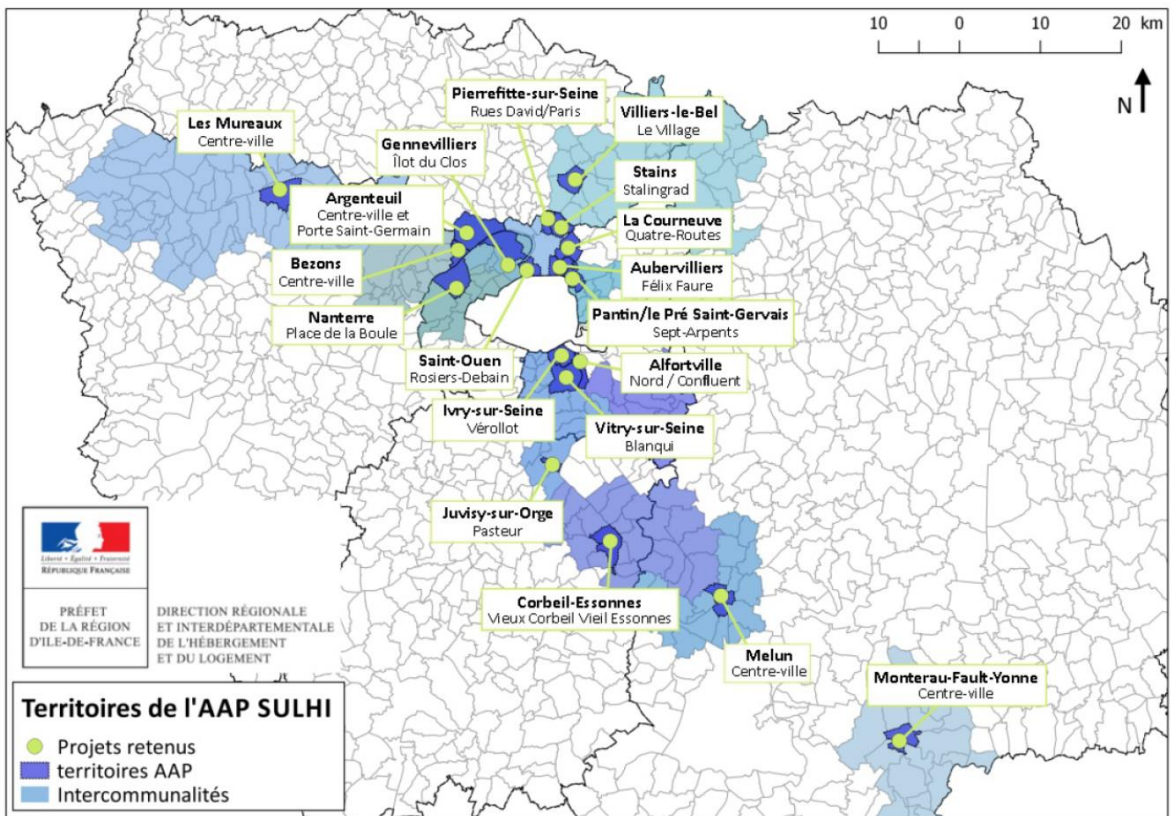 10 0 10 20 km
N
Pierrefitte-sur-Seine
Rues David/Paris
Villiers-le-Bel
Le Village
Les Mureaux
Centre-ville
Gennevilliers
Îlot du Clos
Stains
Stalingrad
Argenteuil
Centre-ville et
Porte Saint-Germain
La Courneuve
Quatre-Routes
Bezons
Centre-ville
Aubervilliers
Félix Faure
Nanterre
Place de la Boule
Pantin/le Pré Saint-Gervais
Sept-Arpents
Saint-Ouen
Rosiers-Debain
Alfortville
Nord / Confluent
Ivry-sur-Seine
Vérollot
Vitry-sur-Seine
Blanqui
Juvisy-sur-Orge
Pasteur
Corbeil-Essonnes
Vieux Corbeil Vieil Essonnes
Melun
Centre-ville
Monterau-Fault-Yonne
Centre-ville
Liberté • Égalité • Fraternité
RÉPUBLIQUE FRANÇAISE
PRÉFET
DE LA RÉGION
D'ILE-DE-FRANCE
DIRECTION RÉGIONALE
ET INTERDÉPARTEMENTALE
DE L'HÉBERGEMENT
ET DU LOGEMENT
Territoires de l'AAP SULHI
Projets retenus
territoires AAP
Intercommunalités